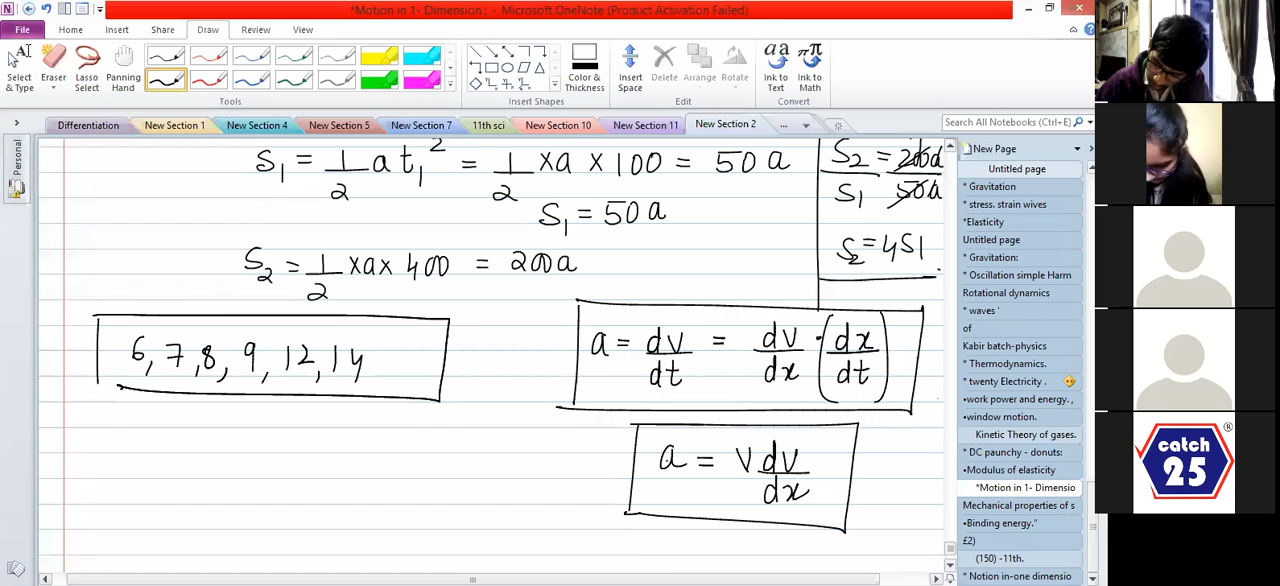 *Motion in 1- Dimension : - Microsoft OneNote (Product Activation Failed)
File Home Insert Share Draw Review View
Select & Type
Eraser
Lasso Select
Panning Hand
Color & Thickness
Insert Space
Delete
Arrange
Rotate
Ink to Text
Ink to Math
Tools
Insert Shapes
Edit
Convert
Differentiation New Section 1 New Section 4 New Section 5 New Section 7 11th sci New Section 10 New Section 11 New Section 2 ...
Search All Notebooks (Ctrl+E)
Personal
S₁ = 1/2 a t₁² = 1/2 × a × 100 = 50 a
S₁ = 50 a
S₂ = 1/2 × a × 400 = 200a
S₂/S₁ = 200a/50a
S₂ = 4S1
6, 7, 8, 9, 12, 14
a = dv/dt = dv/dx · (dx/dt)
a = v dv/dx
New Page
Untitled page
* Gravitation
* stress. strain wives
*Elasticity
Untitled page
* Gravitation:
* Oscillation simple Harm
Rotational dynamics
* waves '
of
Kabir batch-physics
* Thermodynamics.
* twenty Electricity .
•work power and energy. ,
•window motion.
Kinetic Theory of gases.
* DC paunchy - donuts:
•Modulus of elasticity
*Motion in 1- Dimensio
Mechanical properties of s
•Binding energy."
£2)
(150) -11th.
* Notion in-one dimensio
catch
25
®